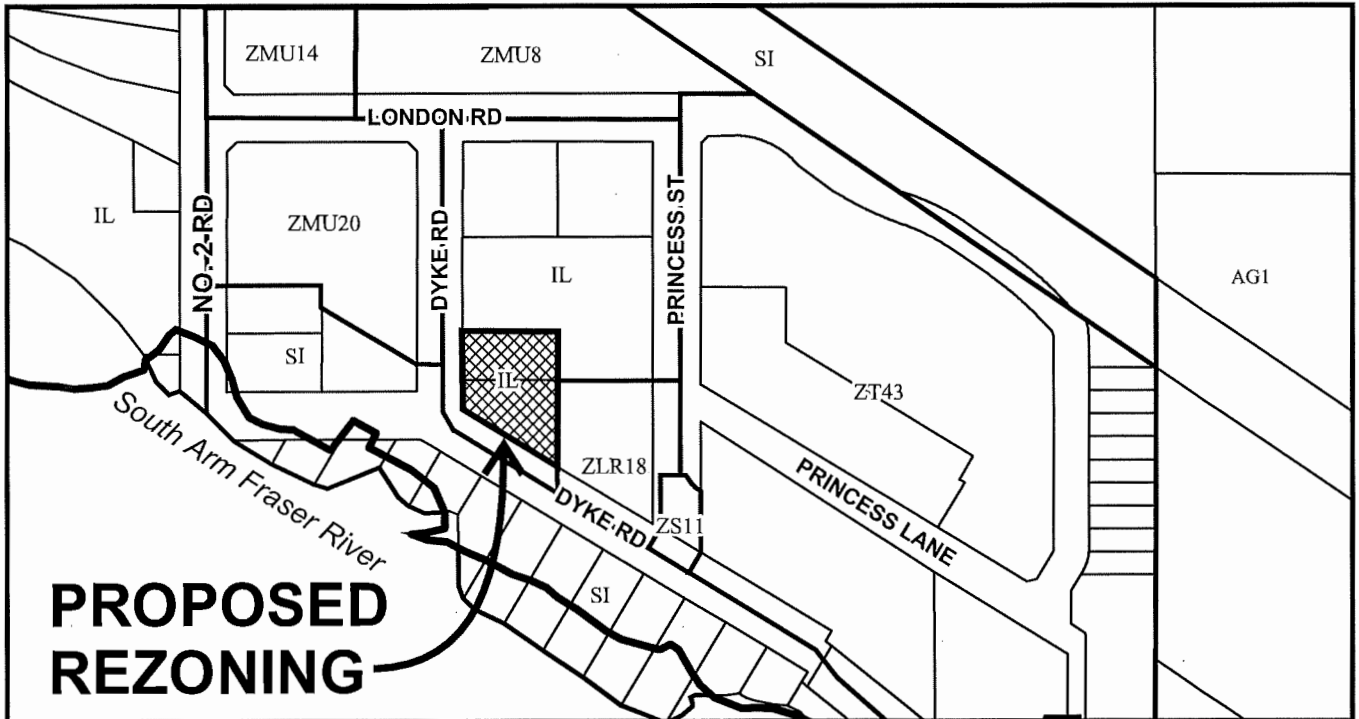 ZMU14
ZMU8
SI
LONDON RD
IL
NO. 2 RD
ZMU20
DYKE RD
IL
PRINCESS ST
AG1
SI
IL
ZT43
South Arm Fraser River
ZLR18
PRINCESS LANE
DYKE RD
ZS11
SI
PROPOSED
REZONING